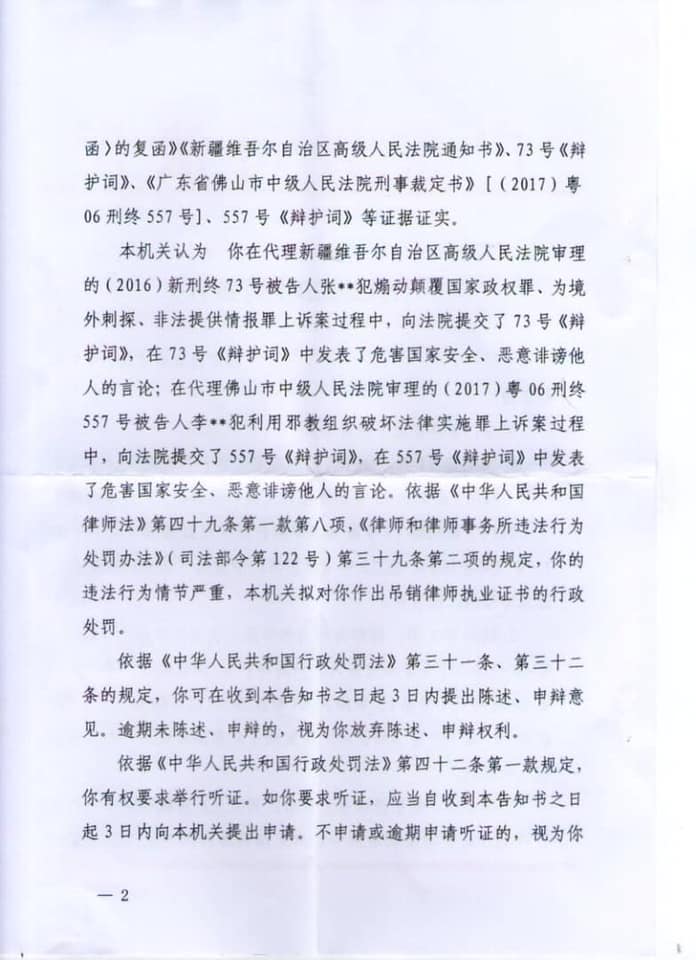 函〉的复函》《新疆维吾尔自治区高级人民法院通知书》、73号《辩
护词》、《广东省佛山市中级人民法院刑事裁定书》[（2017）粤
06刑终557号]、557号《辩护词》等证据证实。
本机关认为　你在代理新疆维吾尔自治区高级人民法院审理
的（2016）新刑终73号被告人张**犯煽动颠覆国家政权罪、为境
外刺探、非法提供情报罪上诉案过程中，向法院提交了73号《辩
护词》，在73号《辩护词》中发表了危害国家安全、恶意诽谤他
人的言论；在代理佛山市中级人民法院审理的（2017）粤06刑终
557号被告人李**犯利用邪教组织破坏法律实施罪上诉案过程
中，向法院提交了557号《辩护词》，在557号《辩护词》中发表
了危害国家安全、恶意诽谤他人的言论。依据《中华人民共和国
律师法》第四十九条第一款第八项，《律师和律师事务所违法行为
处罚办法》（司法部令第122号）第三十九条第二项的规定，你的
违法行为情节严重，本机关拟对你作出吊销律师执业证书的行政
处罚。
依据《中华人民共和国行政处罚法》第三十一条、第三十二
条的规定，你可在收到本告知书之日起3日内提出陈述、申辩意
见。逾期未陈述、申辩的，视为你放弃陈述、申辩权利。
依据《中华人民共和国行政处罚法》第四十二条第一款规定，
你有权要求举行听证。如你要求听证，应当自收到本告知书之日
起3日内向本机关提出申请。不申请或逾期申请听证的，视为你
— 2